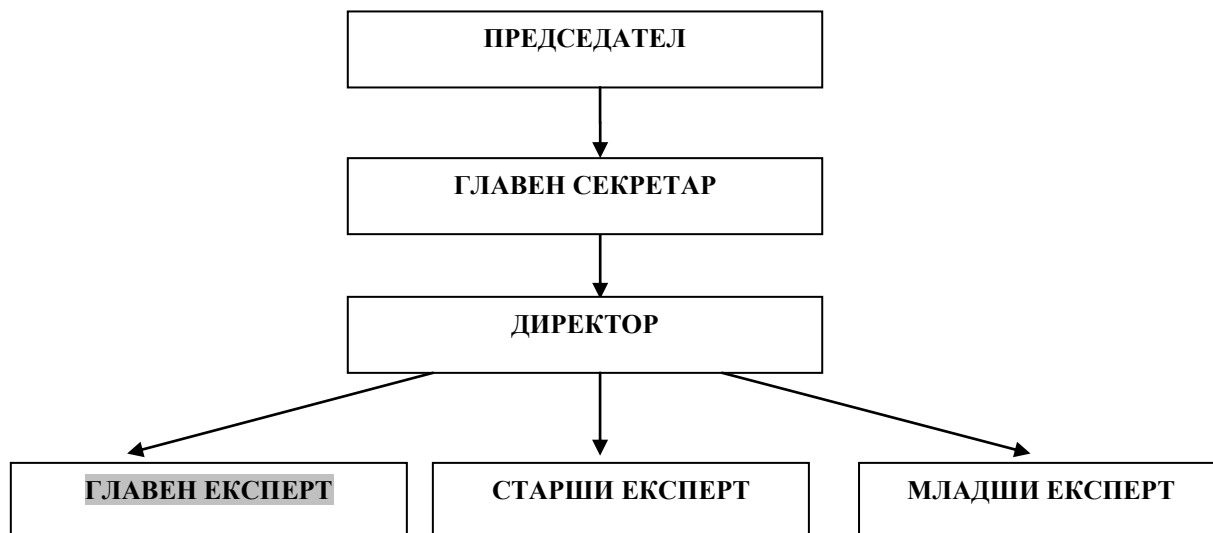 ПРЕДСЕДАТЕЛ
ГЛАВЕН СЕКРЕТАР
ДИРЕКТОР
ГЛАВЕН ЕКСПЕРТ
СТАРШИ ЕКСПЕРТ
МЛАДШИ ЕКСПЕРТ